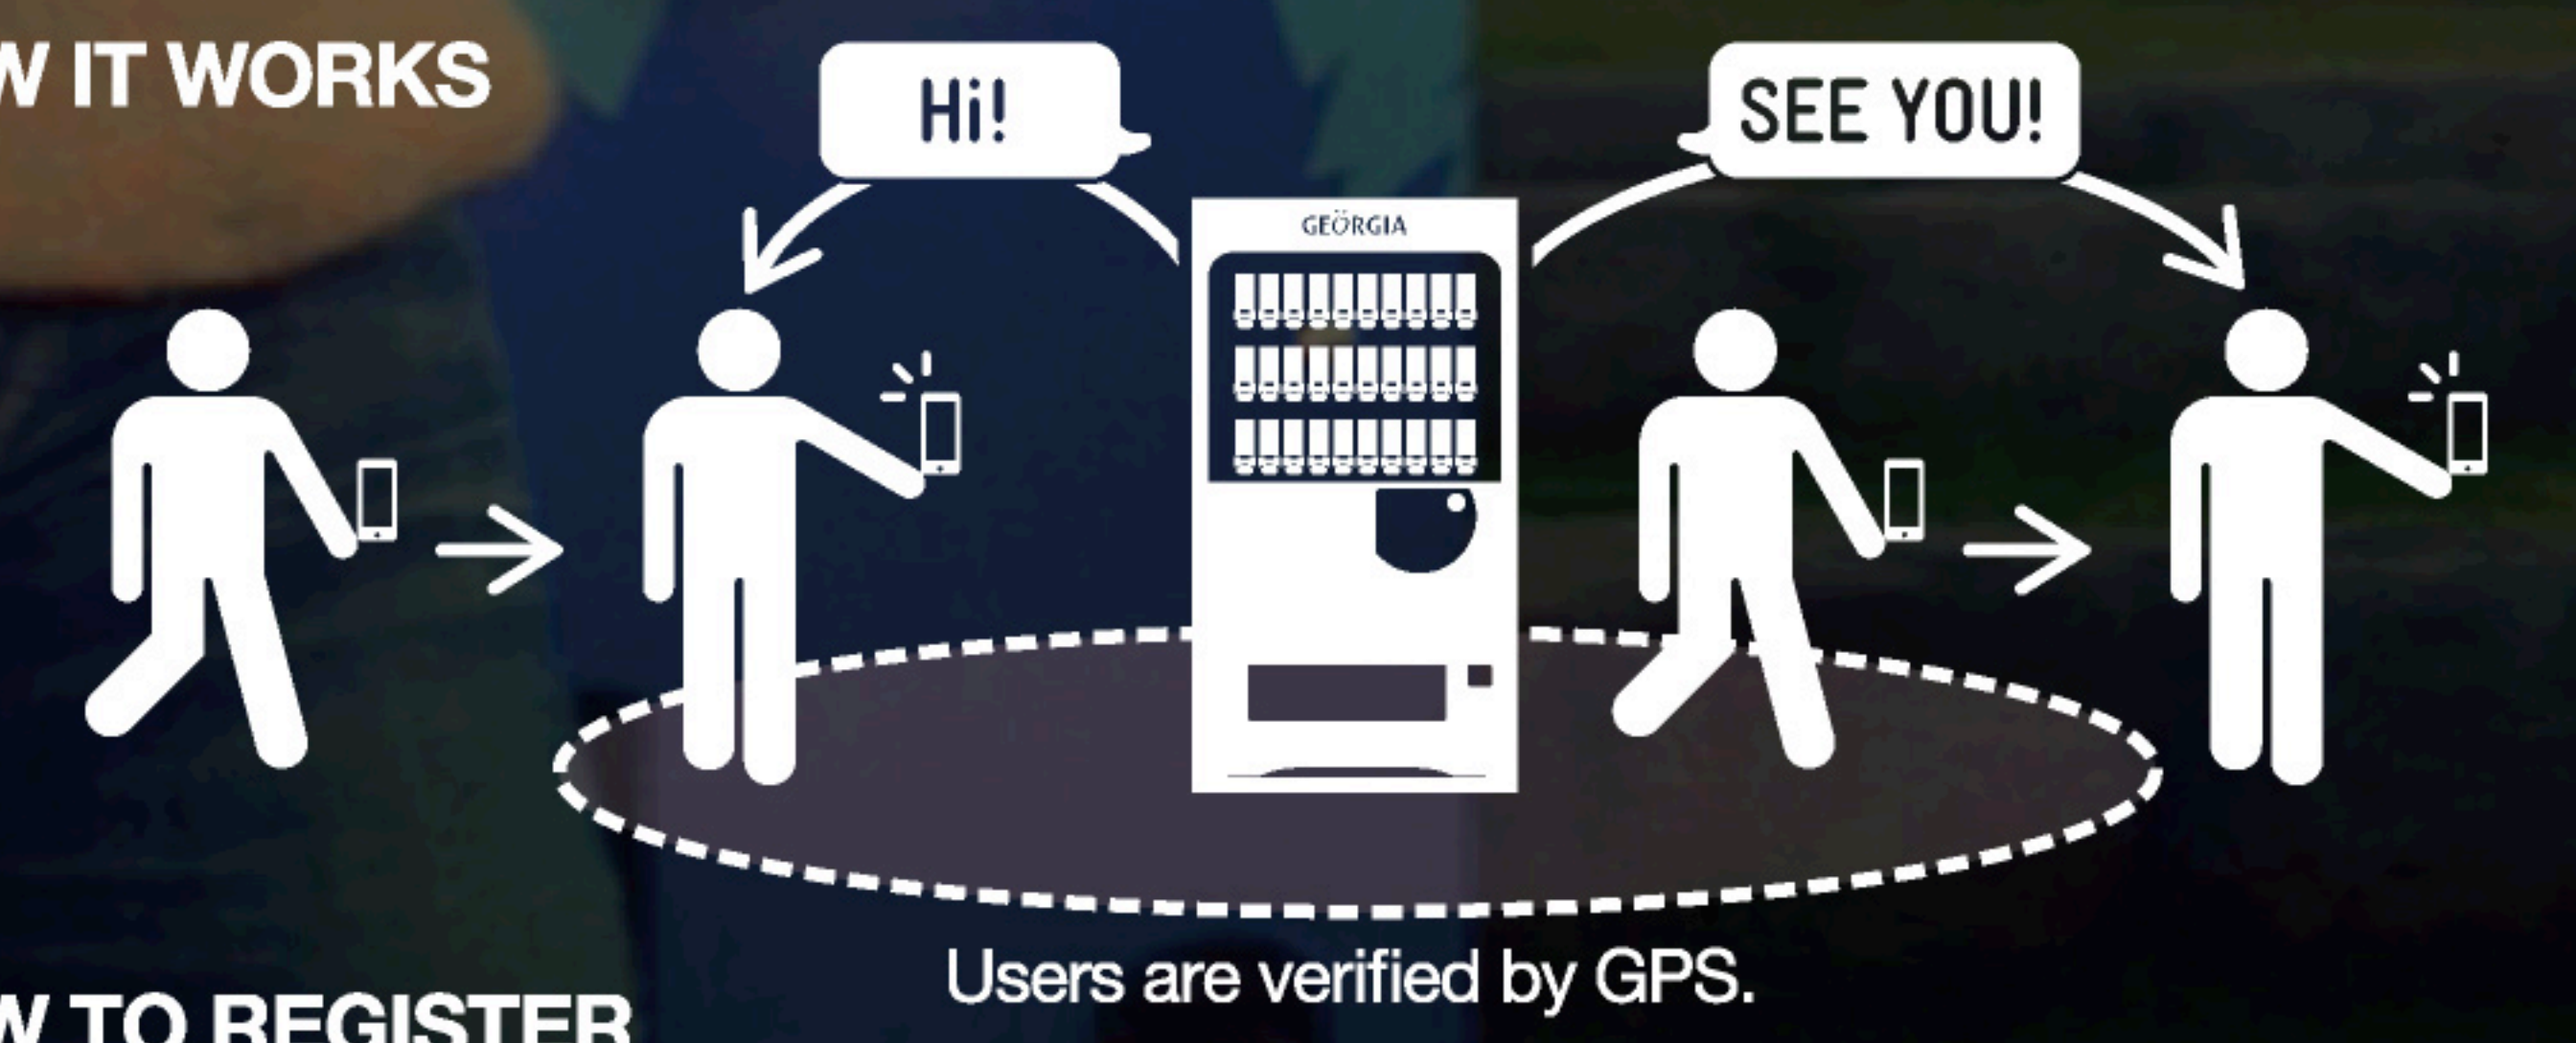 W IT WORKS
Hi!
SEE YOU!
GEÖRGIA
Users are verified by GPS.
W TO REGISTER